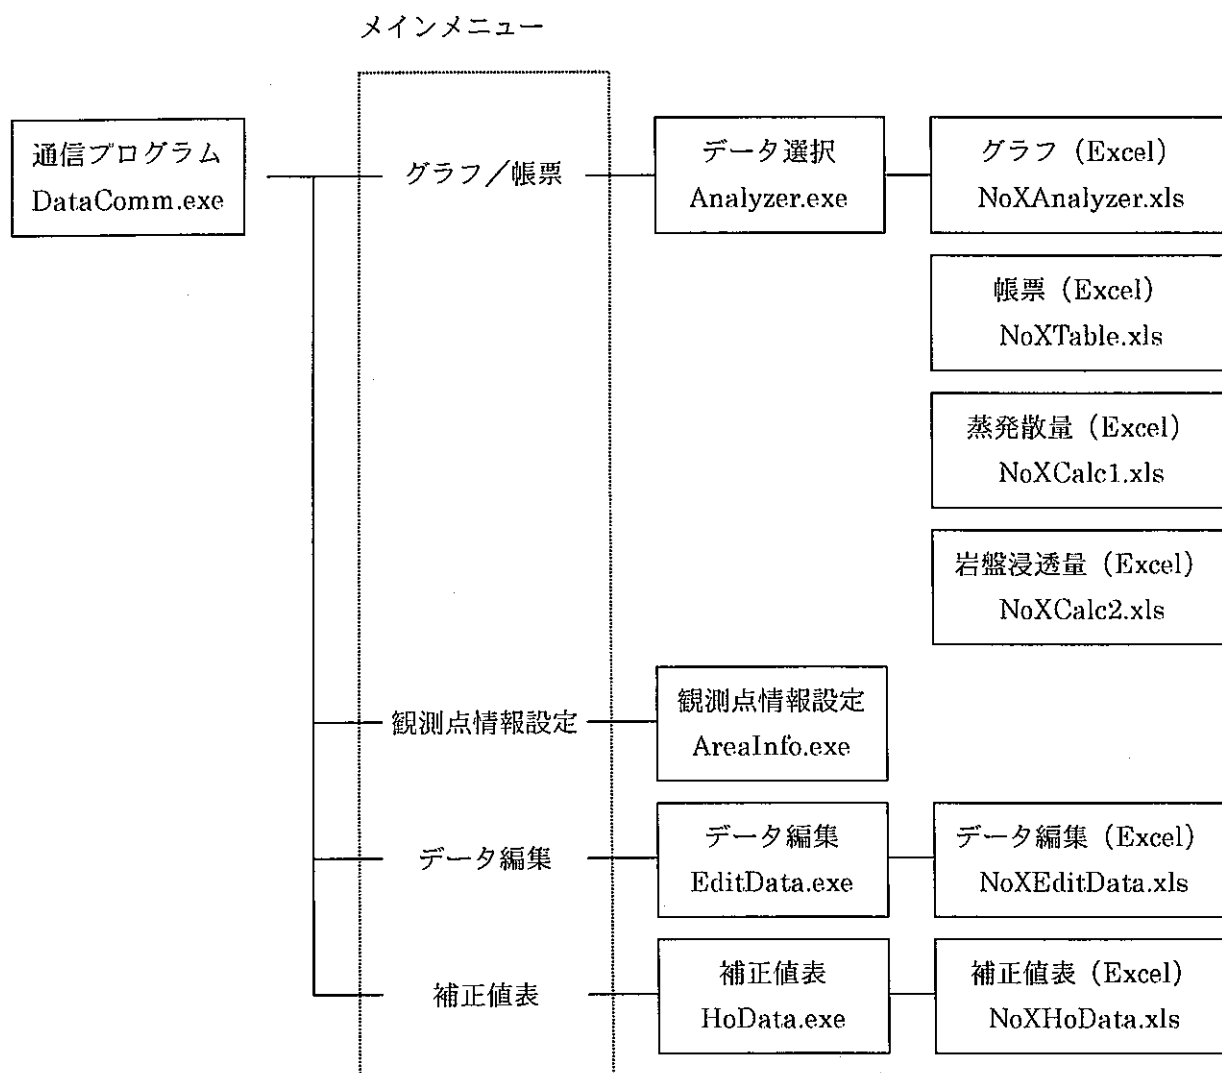 メインメニュー
通信プログラム
DataComm.exe
グラフ／帳票
データ選択
Analyzer.exe
グラフ（Excel）
NoXAnalyzer.xls
帳票（Excel）
NoXTable.xls
蒸発散量（Excel）
NoXCalc1.xls
岩盤浸透量（Excel）
NoXCalc2.xls
観測点情報設定
観測点情報設定
AreaInfo.exe
データ編集
データ編集
EditData.exe
データ編集（Excel）
NoXEditData.xls
補正値表
補正値表
HoData.exe
補正値表（Excel）
NoXHoData.xls